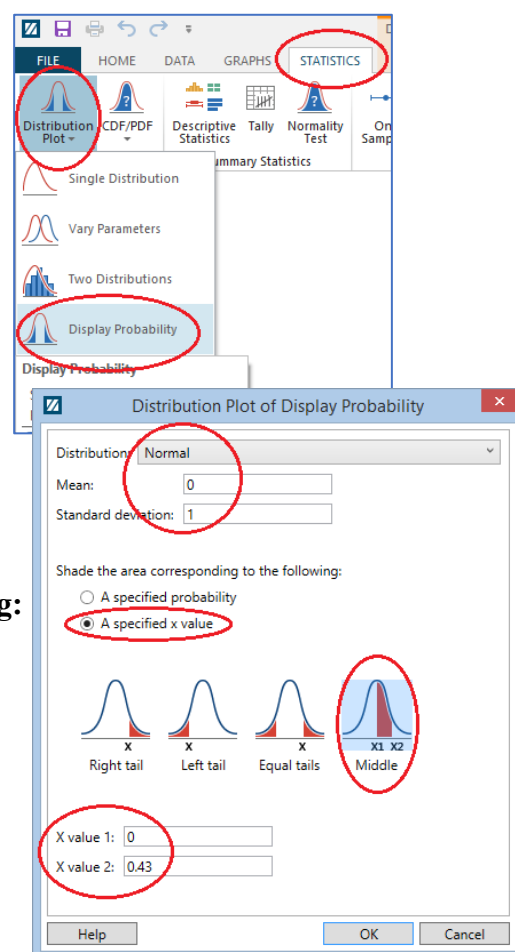 FILE HOME DATA GRAPHS STATISTICS
Distribution Plot CDF/PDF Descriptive Statistics Tally Normality Test
Single Distribution
Vary Parameters
Two Distributions
Display Probability
Display Probability
Distribution Plot of Display Probability
Distribution: Normal
Mean: 0
Standard deviation: 1
Shade the area corresponding to the following:
g:
A specified probability
A specified x value
X X X X1 X2
Right tail Left tail Equal tails Middle
X value 1: 0
X value 2: 0.43
Help OK Cancel